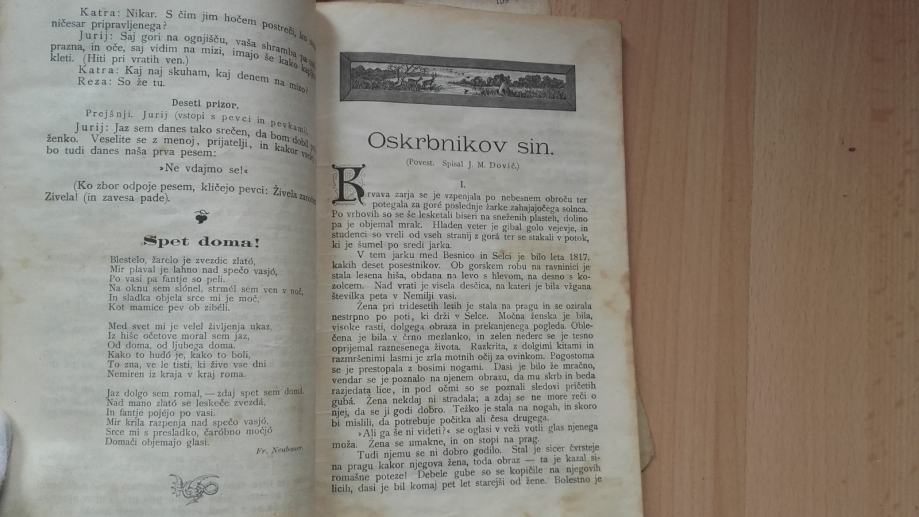 Katra: Nikar. S čim jim hočem postreči, ko
ničesar pripravljenega?
Jurij: Saj gori na ognjišču, vaša shramba pa
prazna, in oče, saj vidim na mizi, imajo še kako
kleti. (Hiti pri vratih ven.)
Katra: Kaj naj skuham, kaj denem na mizo?
Reza: So že tu.
Deseti prizor.
Prejšnji. Jurij (vstopi s pevci in pevkami).
Jurij: Jaz sem danes tako srečen, da bom dobil
ženko. Veselite se z menoj, prijatelji, in kakor
bo tudi danes naša prva pesem:
»Ne vdajmo se!«
(Ko zbor odpoje pesem, kličejo pevci: Živela
Živela! (in zavesa pade).
Spet doma!
Blestelo, žarelo je zvezdic zlató,
Mir plaval je lahno nad spečo vasjó,
Po vasi pa fantje so peli.
Na oknu sem slónel, strmèl sem ven v noč,
In sladka objela srce mi je moč,
Kot mamice pev ob zibéli.
Med svet mi je velel življenja ukaz,
Iz hiše očetove moral sem jaz,
Od doma, od ljubega doma.
Kako to hudó je, kako to boli,
To zna, ve le tisti, ki žive vse dni
Nemiren iz kraja v kraj roma.
Jaz dolgo sem romal, — zdaj spet sem doma.
Nad mano zlató se leskeče zvezdá,
In fantje pojéjo po vasi.
Mir krila razpenja nad spečo vasjó,
Srce mi s presladko, čaróbno močjó
Domači objemajo glasi.
Fr. Neubauer.
Oskrbnikov sin.
(Povest. Spisal J. M. Dovič.)
I.
Krvava zarja se je vzpenjala po nebesnem obroču ter
potegala za goré poslednje žarke zahajajočega solnca.
Po vrhovih so se še lesketali biseri na sneženih plasteh, dolino
pa je objemal mrak. Hladen veter je gibal golo vejevje, in
studenci so vreli od vseh stranij z gorá ter se stakali v potok,
ki je šumel po sredi jarka.
V tem jarku med Besnico in Selci je bilo leta 1817.
kakih deset posestnikov. Ob gorskem robu na ravnini je
stala lesena hiša, obdana na levo s hlevom, na desno s ko-
zolcem. Nad vrati je visela deščica, na kateri je bila vžgana
številka peta v Nemilji vasi.
Žena pri tridesetih letih je stala na pragu in se ozirala
nestrpno po poti, ki drži v Selce. Močna ženska je bila,
visoke rasti, dolgega obraza in prekanjenega pogleda. Oble-
čena je bila v črno mezlanko, in zelen nederc se je tesno
oprijemal raznesenega života. Razkrita, z dolgimi kitami in
razmršenimi lasmi je zrla motnih očij za ovinkom. Pogostoma
se je prestopala z bosimi nogami. Dasi je bilo že mračno,
vendar se je poznalo na njenem obrazu, da mu skrb in beda
razjedata lice, in pod očmi so se poznali sledovi pričetih
gubá. Žena nekdaj ni stradala; a zdaj se ne more reči o
njej, da se ji godi dobro. Težko je stala na nogah, in skoro
bi mislili, da potrebuje počitka ali česa drugega.
»Ali ga še ni videti?« se oglasi v veži votli glas njenega
moža. Žena se umakne, in on stopi na prag.
Tudi njemu se ni dobro godilo. Stal je sicer čvrsteje
na pragu kakor njegova žena, toda obraz — ta je kazal si-
romašne poteze! Debele gube so se kopičile na njegovih
licih, dasi je bil komaj pet let starejši od žene. Bolestno je